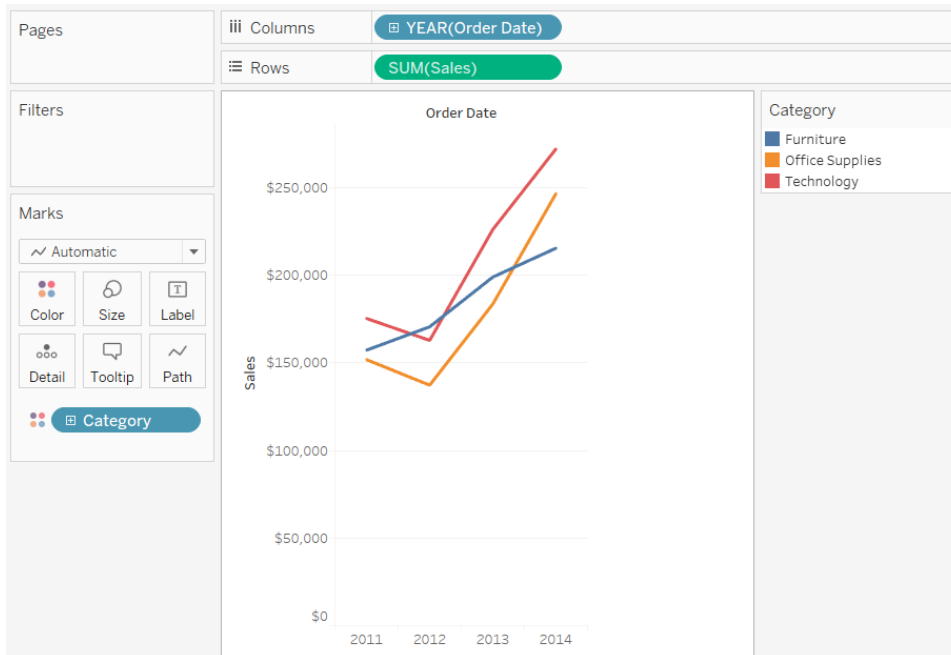 Pages
Columns
YEAR(Order Date)
Rows
SUM(Sales)
Filters
Marks
Automatic
Color
Size
Label
Detail
Tooltip
Path
Category
Order Date
Sales
$250,000
$200,000
$150,000
$100,000
$50,000
$0
2011 2012 2013 2014
Category
Furniture
Office Supplies
Technology